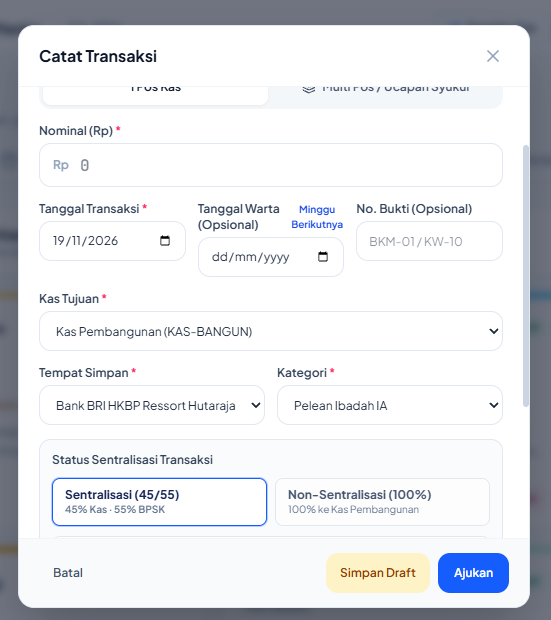 Catat Transaksi
1 Pos Kas
Multi Pos / Ucapan Syukur
Nominal (Rp) *
Rp 0
Tanggal Transaksi *
Tanggal Warta (Opsional)
Minggu Berikutnya
No. Bukti (Opsional)
19/11/2026
dd/mm/yyyy
BKM-01 / KW-10
Kas Tujuan *
Kas Pembangunan (KAS-BANGUN)
Tempat Simpan *
Kategori *
Bank BRI HKBP Ressort Hutaraja
Pelean Ibadah IA
Status Sentralisasi Transaksi
Sentralisasi (45/55)
45% Kas · 55% BPSK
Non-Sentralisasi (100%)
100% ke Kas Pembangunan
Batal
Simpan Draft
Ajukan